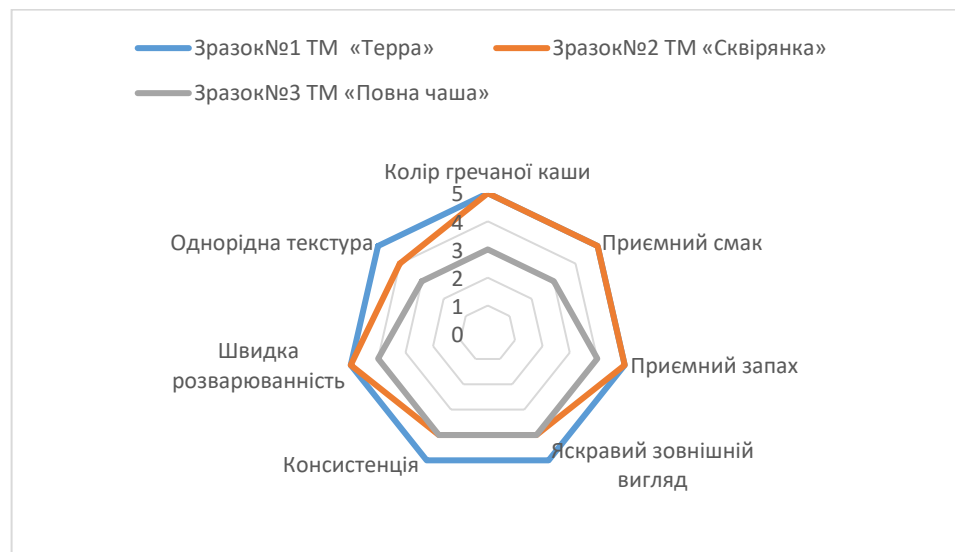 Зразок№1 ТМ «Терра»
Зразок№2 ТМ «Сквірянка»
Зразок№3 ТМ «Повна чаша»
Колір гречаної каши
5
4
3
2
1
0
Приємний смак
Приємний запах
Яскравий зовнішній
вигляд
Консистенція
Швидка
розварюванність
Однорідна текстура